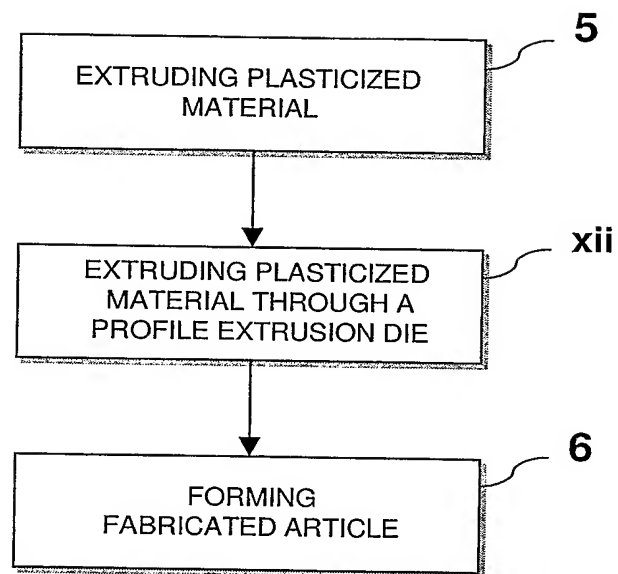 5
EXTRUDING PLASTICIZED
MATERIAL
xii
EXTRUDING PLASTICIZED
MATERIAL THROUGH A
PROFILE EXTRUSION DIE
6
FORMING
FABRICATED ARTICLE